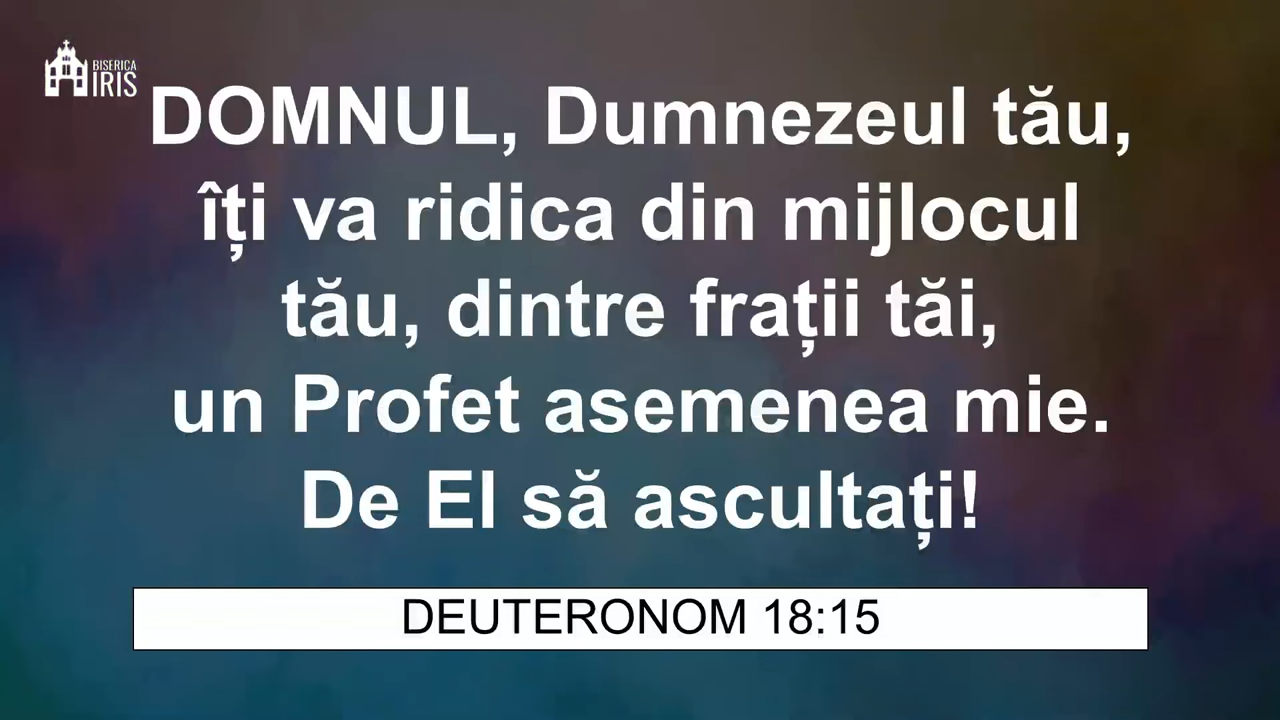 BISERICA
IRIS
DOMNUL, Dumnezeul tău,
îți va ridica din mijlocul
tău, dintre frații tăi,
un Profet asemenea mie.
De El să ascultați!
DEUTERONOM 18:15